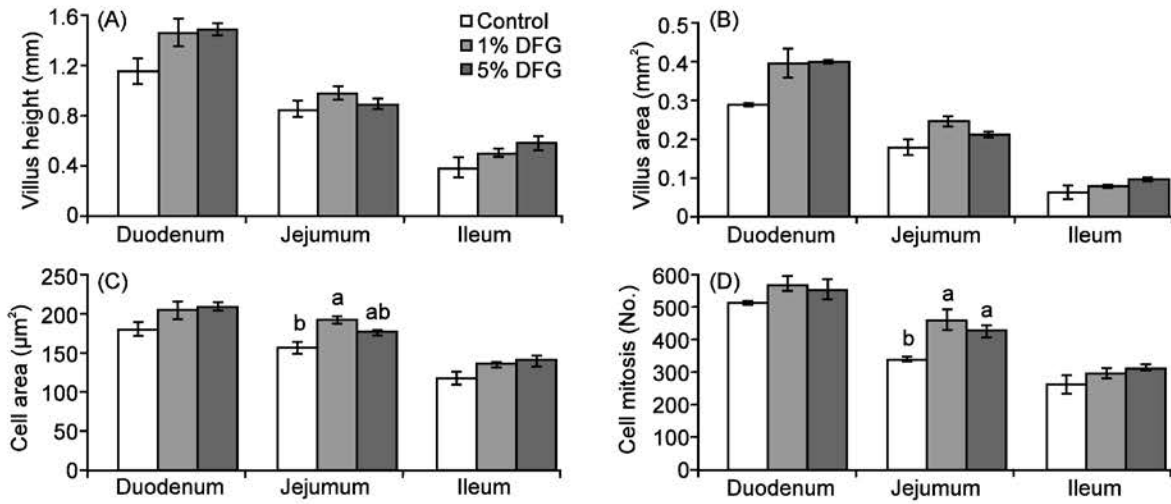 (A)
Villus height (mm)
1.6
1.2
0.8
0.4
0
Control
1% DFG
5% DFG
Duodenum Jejumum Ileum
(B)
Villus area (mm²)
0.5
0.4
0.3
0.2
0.1
0
Duodenum Jejumum Ileum
(C)
Cell area (µm²)
250
200
150
100
50
0
b a ab
Duodenum Jejumum Ileum
(D)
Cell mitosis (No.)
600
500
400
300
200
100
0
b a a
Duodenum Jejumum Ileum